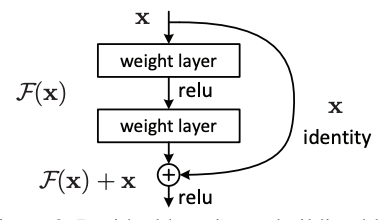 x
weight layer
relu
F(x)
weight layer
x
identity
F(x) + x
relu